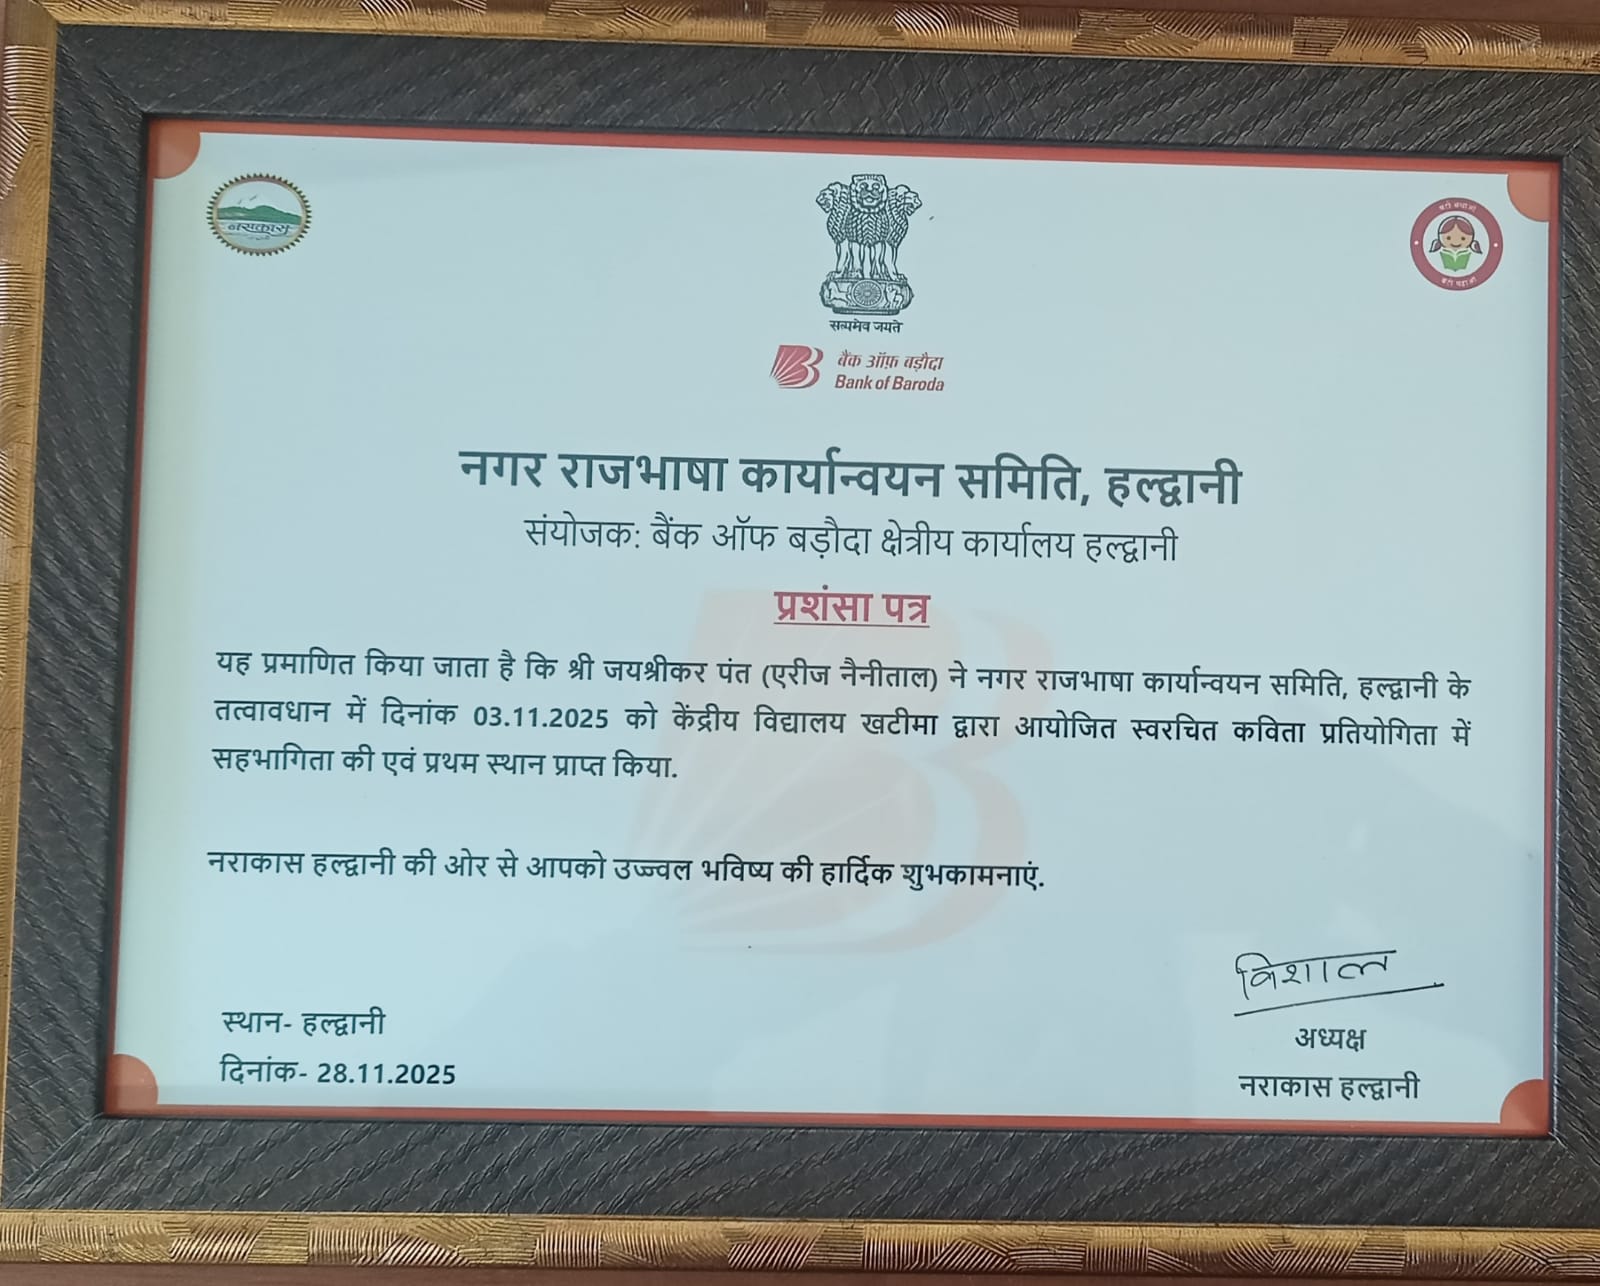 नराकास
बेटी बचाओ
बेटी पढ़ाओ
सत्यमेव जयते
बैंक ऑफ़ बड़ौदा
Bank of Baroda
नगर राजभाषा कार्यान्वयन समिति, हल्द्वानी
संयोजक: बैंक ऑफ बड़ौदा क्षेत्रीय कार्यालय हल्द्वानी
प्रशंसा पत्र
यह प्रमाणित किया जाता है कि श्री जयश्रीकर पंत (एरीज नैनीताल) ने नगर राजभाषा कार्यान्वयन समिति, हल्द्वानी के
तत्वावधान में दिनांक 03.11.2025 को केंद्रीय विद्यालय खटीमा द्वारा आयोजित स्वरचित कविता प्रतियोगिता में
सहभागिता की एवं प्रथम स्थान प्राप्त किया.
नराकास हल्द्वानी की ओर से आपको उज्ज्वल भविष्य की हार्दिक शुभकामनाएं.
विशाल
स्थान- हल्द्वानी
अध्यक्ष
दिनांक- 28.11.2025
नराकास हल्द्वानी